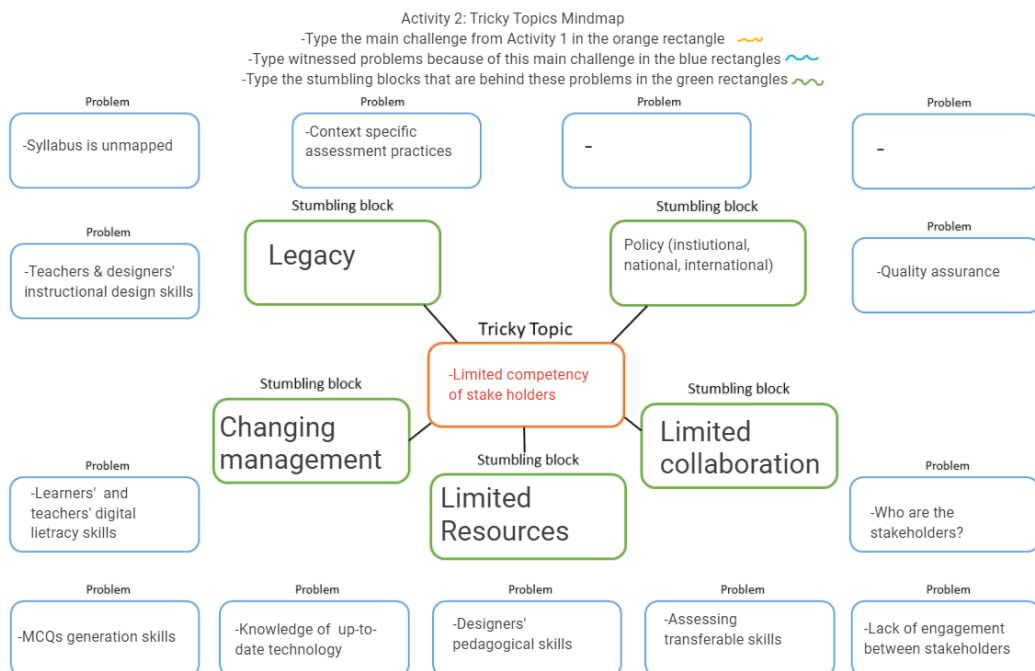 Activity 2: Tricky Topics Mindmap
-Type the main challenge from Activity 1 in the orange rectangle
-Type witnessed problems because of this main challenge in the blue rectangles
-Type the stumbling blocks that are behind these problems in the green rectangles
Problem
-Syllabus is unmapped
Problem
-Context specific
assessment practices
Problem
-
Problem
-
Stumbling block
Legacy
Stumbling block
Policy (instiutional,
national, international)
Problem
-Teachers & designers'
instructional design skills
Problem
-Quality assurance
Tricky Topic
-Limited competency
of stake holders
Stumbling block
Changing
management
Stumbling block
Limited
collaboration
Stumbling block
Limited
Resources
Problem
-Learners' and
teachers' digital
lietracy skills
Problem
-Who are the
stakeholders?
Problem
-MCQs generation skills
Problem
-Knowledge of up-to-
date technology
Problem
-Designers'
pedagogical skills
Problem
-Assessing
transferable skills
Problem
-Lack of engagement
between stakeholders